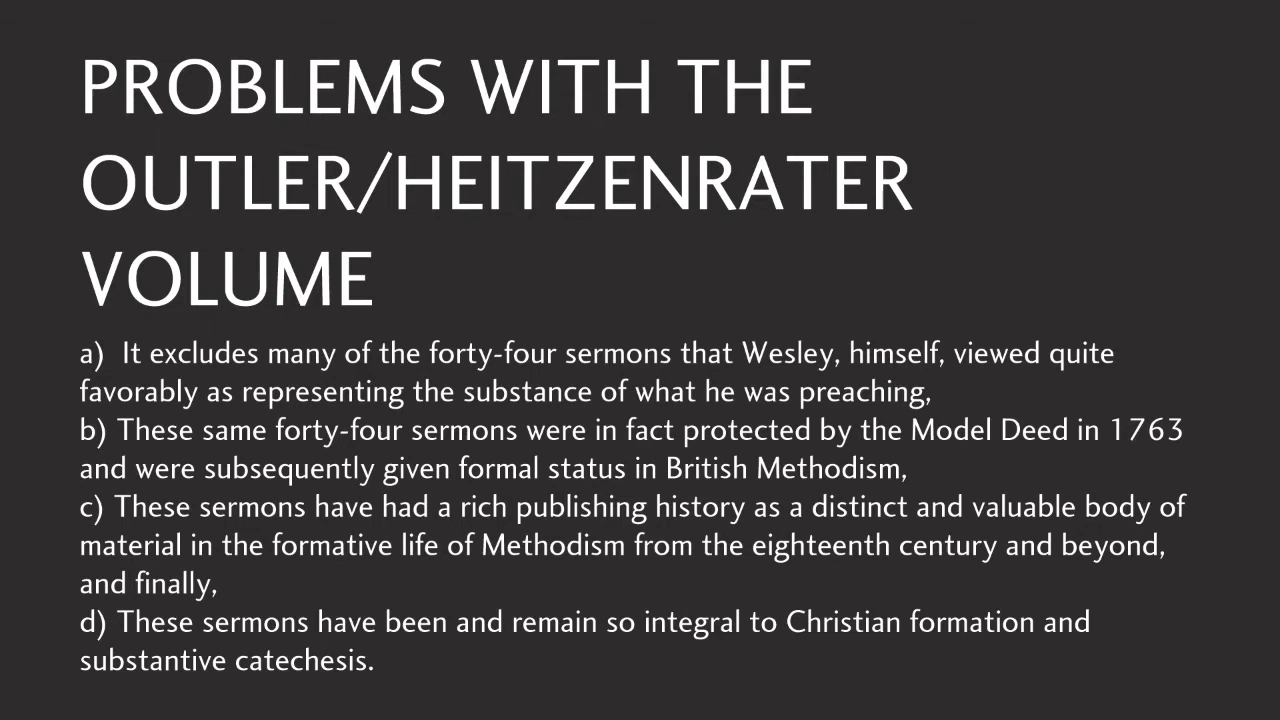 PROBLEMS WITH THE
OUTLER/HEITZENRATER
VOLUME
a)  It excludes many of the forty-four sermons that Wesley, himself, viewed quite
favorably as representing the substance of what he was preaching,
b) These same forty-four sermons were in fact protected by the Model Deed in 1763
and were subsequently given formal status in British Methodism,
c) These sermons have had a rich publishing history as a distinct and valuable body of
material in the formative life of Methodism from the eighteenth century and beyond,
and finally,
d) These sermons have been and remain so integral to Christian formation and
substantive catechesis.